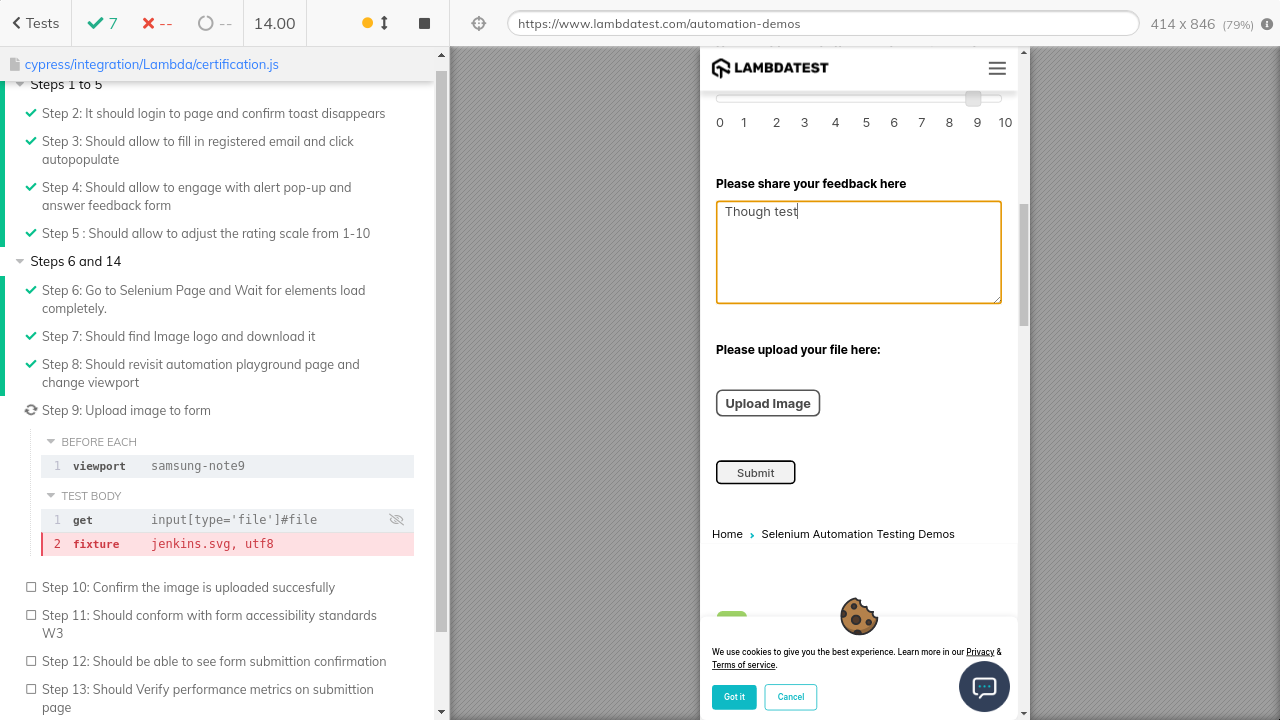 Tests
7
--
--
14.00
https://www.lambdatest.com/automation-demos
414 x 846 (79%)
cypress/integration/Lambda/certification.js
Steps 1 to 5
Step 2: It should login to page and confirm toast disappears
Step 3: Should allow to fill in registered email and click
autopopulate
Step 4: Should allow to engage with alert pop-up and
answer feedback form
Step 5 : Should allow to adjust the rating scale from 1-10
Steps 6 and 14
Step 6: Go to Selenium Page and Wait for elements load
completely.
Step 7: Should find Image logo and download it
Step 8: Should revisit automation playground page and
change viewport
Step 9: Upload image to form
BEFORE EACH
1 viewport samsung-note9
TEST BODY
1 get input[type='file']#file
2 fixture jenkins.svg, utf8
Step 10: Confirm the image is uploaded succesfully
Step 11: Should conform with form accessibility standards
W3
Step 12: Should be able to see form submittion confirmation
Step 13: Should Verify performance metrics on submittion
page
LAMBDATEST
0 1 2 3 4 5 6 7 8 9 10
Please share your feedback here
Though test
Please upload your file here:
Upload Image
Submit
Home › Selenium Automation Testing Demos
We use cookies to give you the best experience. Learn more in our Privacy &
Terms of service.
Got it
Cancel